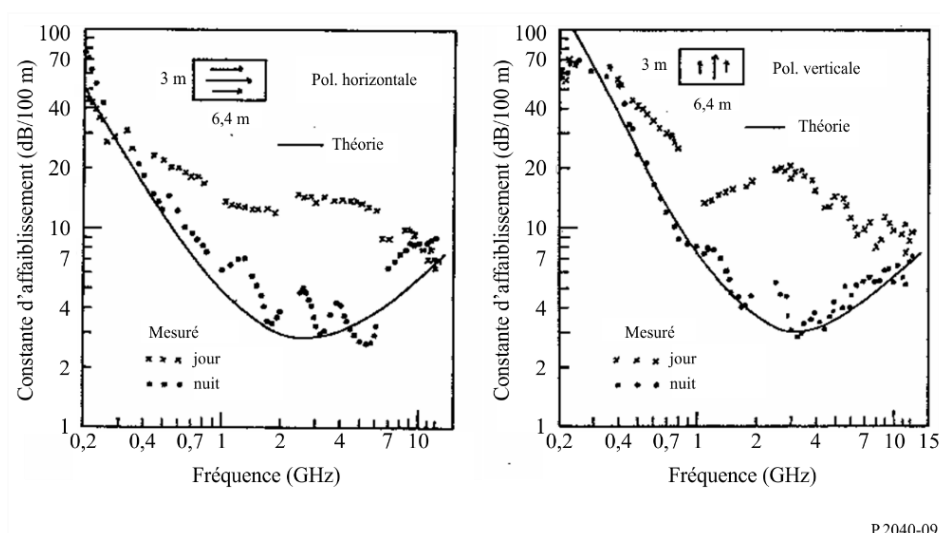 Constante d'affaiblissement (dB/100 m)
100
70
40
20
10
7
4
2
1
3 m
6,4 m
Pol. horizontale
Théorie
Mesuré
jour
nuit
0,2 0,4 0,7 1 2 4 7 10
Fréquence (GHz)
Constante d'affaiblissement (dB/100 m)
100
70
40
20
10
7
4
2
1
3 m
6,4 m
Pol. verticale
Théorie
Mesuré
jour
nuit
0,2 0,4 0,7 1 2 4 7 10 15
Fréquence (GHz)
P.2040-09